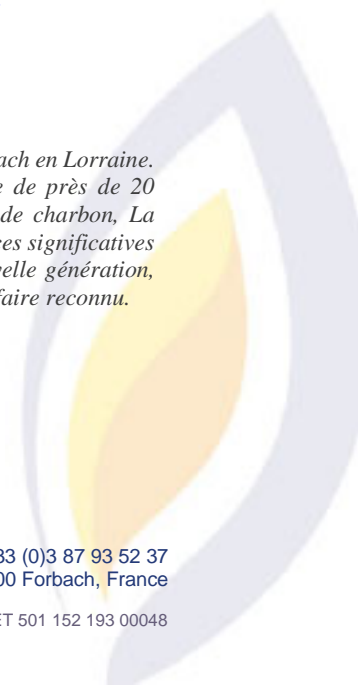 ach en Lorraine.
e de près de 20
de charbon, La
es significatives
velle génération,
faire reconnu.
33 (0)3 87 93 52 37
00 Forbach, France
ET 501 152 193 00048